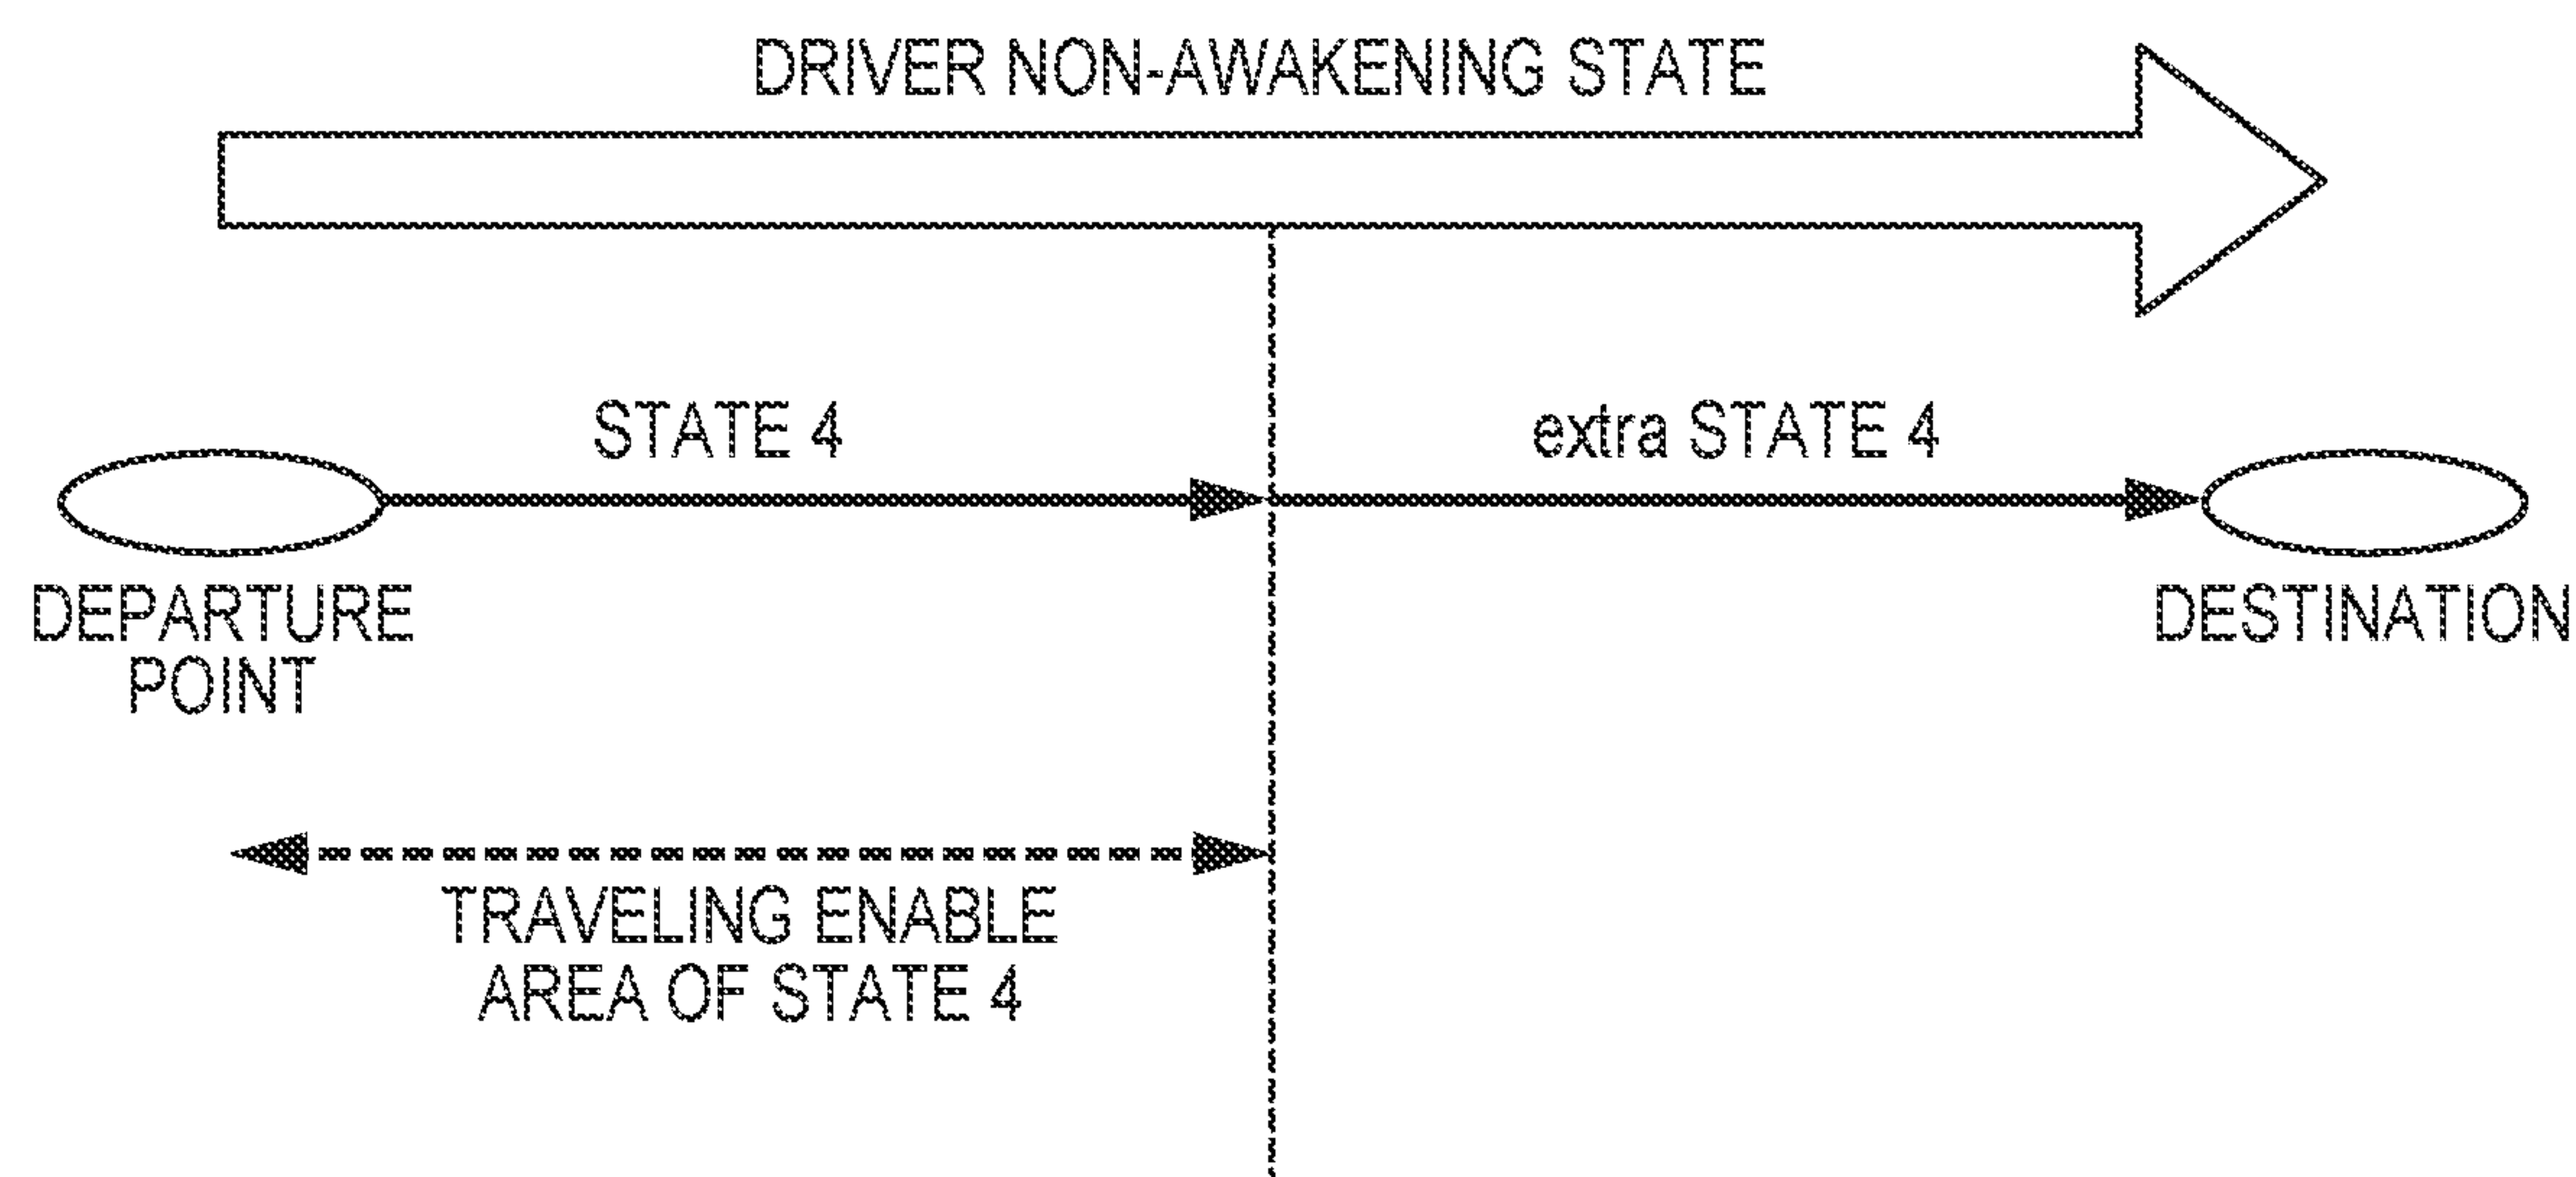 DRIVER NON-AWAKENING STATE
STATE 4
extra STATE 4
DEPARTURE
POINT
DESTINATION
TRAVELING ENABLE
AREA OF STATE 4